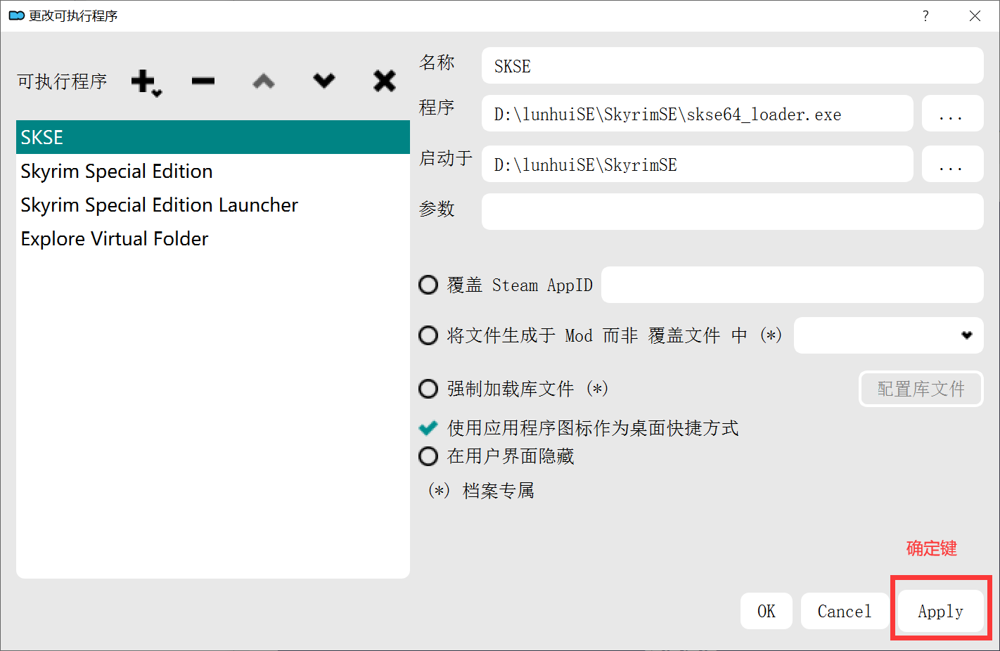 更改可执行程序
可执行程序
SKSE
Skyrim Special Edition
Skyrim Special Edition Launcher
Explore Virtual Folder
名称 SKSE
程序 D:\lunhuiSE\SkyrimSE\skse64_loader.exe ...
启动于 D:\lunhuiSE\SkyrimSE ...
参数
覆盖 Steam AppID
将文件生成于 Mod 而非 覆盖文件 中 (*)
强制加载库文件 (*) 配置库文件
使用应用程序图标作为桌面快捷方式
在用户界面隐藏
(*) 档案专属
确定键
OK Cancel Apply